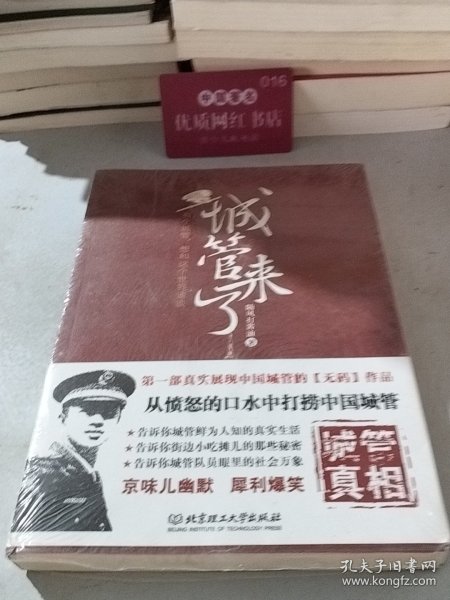 016
中国书店
优质网红书店
城管来了
第一部真实展现中国城管的【无码】作品
从愤怒的口水中打捞中国城管
★告诉你城管鲜为人知的真实生活
★告诉你街边小吃摊儿的那些秘密
★告诉你城管队员眼里的社会万象
京味儿幽默 犀利爆笑
城管
真相
北京理工大学出版社
BEIJING INSTITUTE OF TECHNOLOGY PRESS
孔夫子旧书网
www.kongfz.com